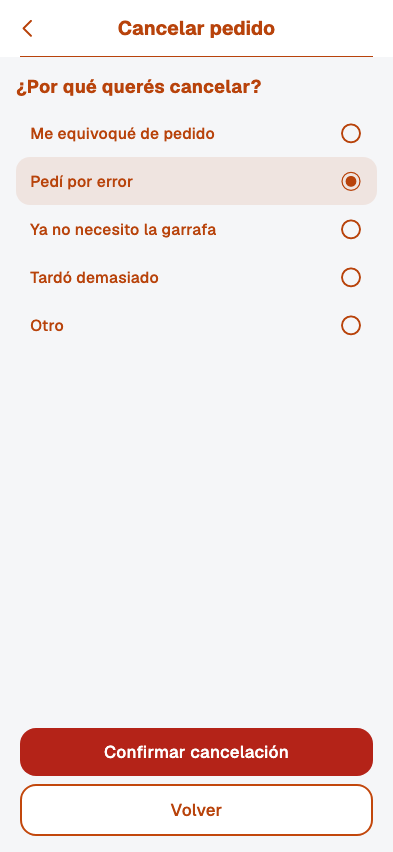 Cancelar pedido
¿Por qué querés cancelar?
Me equivoqué de pedido
Pedí por error
Ya no necesito la garrafa
Tardó demasiado
Otro
Confirmar cancelación
Volver